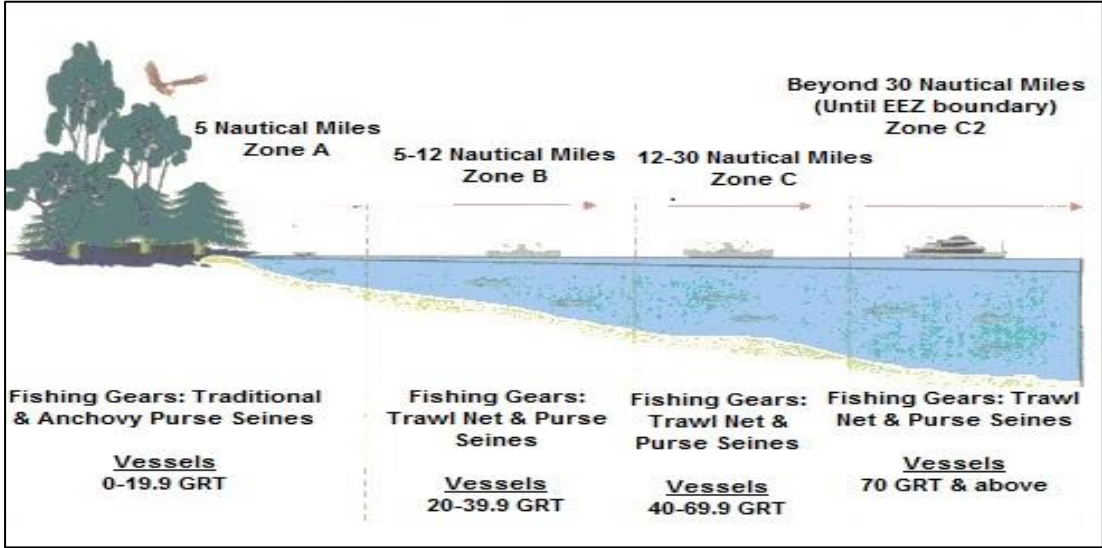 5 Nautical Miles
Zone A
5-12 Nautical Miles
Zone B
12-30 Nautical Miles
Zone C
Beyond 30 Nautical Miles
(Until EEZ boundary)
Zone C2
Fishing Gears: Traditional
& Anchovy Purse Seines
Vessels
0-19.9 GRT
Fishing Gears:
Trawl Net & Purse
Seines
Vessels
20-39.9 GRT
Fishing Gears:
Trawl Net &
Purse Seines
Vessels
40-69.9 GRT
Fishing Gears: Trawl
Net & Purse Seines
Vessels
70 GRT & above